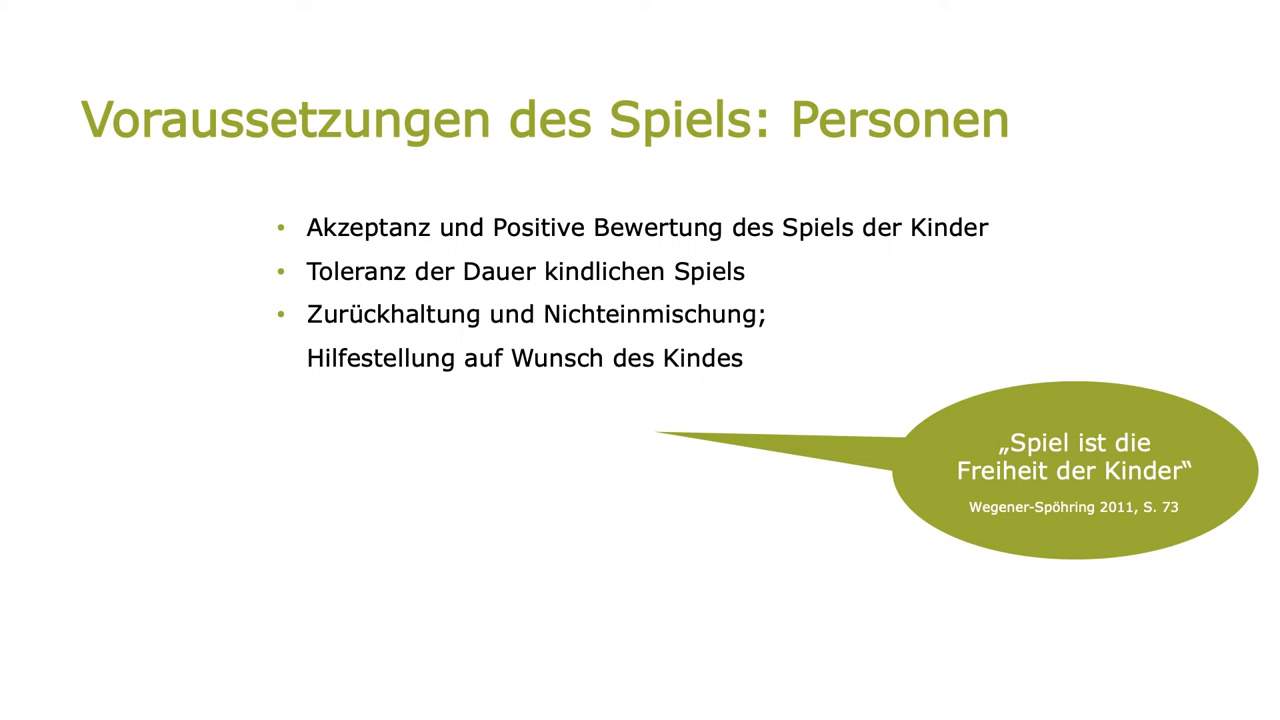 Voraussetzungen des Spiels: Personen
• Akzeptanz und Positive Bewertung des Spiels der Kinder
• Toleranz der Dauer kindlichen Spiels
• Zurückhaltung und Nichteinmischung;
Hilfestellung auf Wunsch des Kindes
„Spiel ist die
Freiheit der Kinder“
Wegener-Spöhring 2011, S. 73